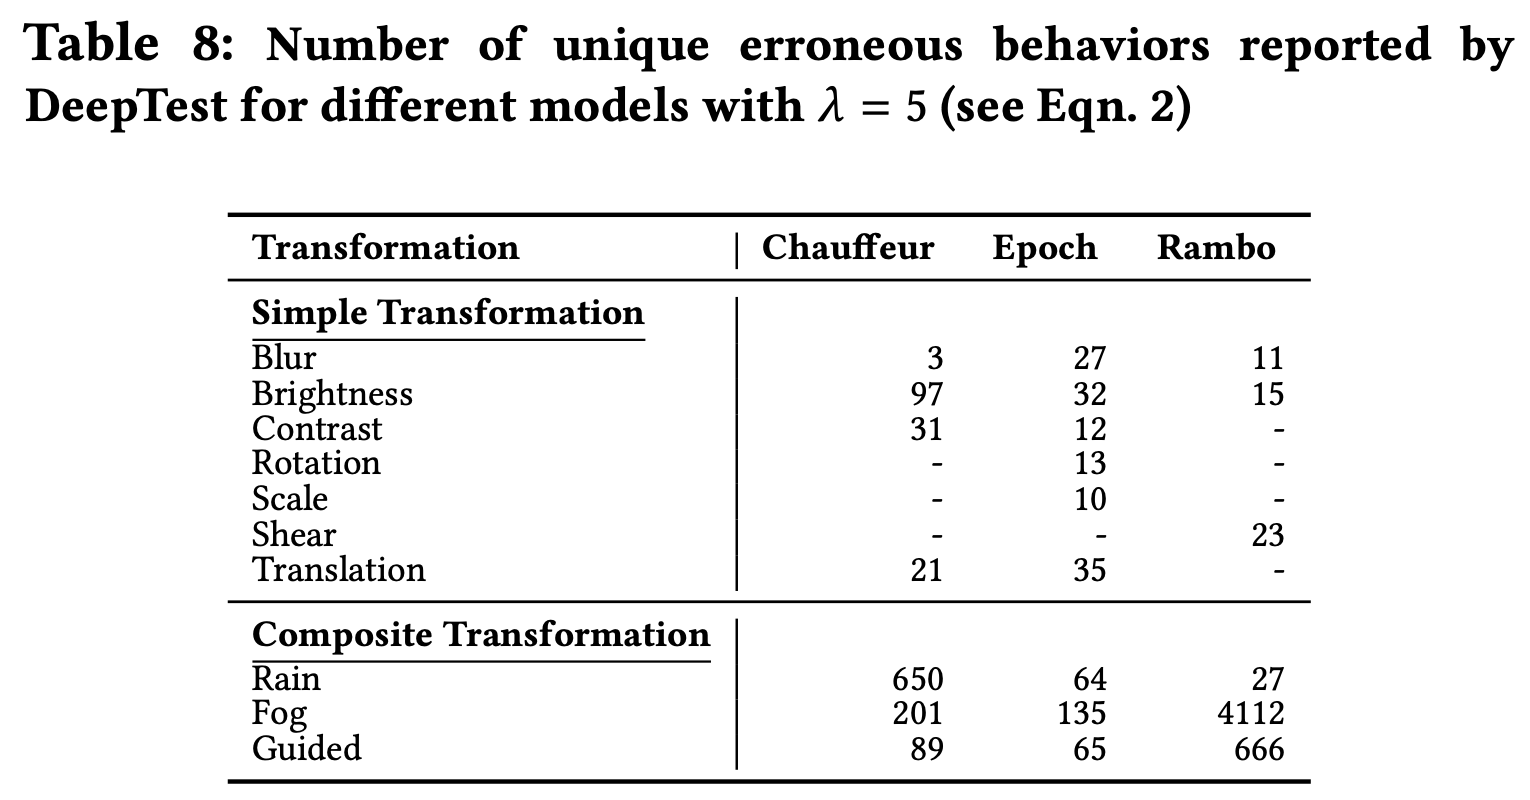 Table 8: Number of unique erroneous behaviors reported by
DeepTest for different models with λ = 5 (see Eqn. 2)
Transformation Chauffeur Epoch Rambo
Simple Transformation
Blur 3 27 11
Brightness 97 32 15
Contrast 31 12 -
Rotation - 13 -
Scale - 10 -
Shear - - 23
Translation 21 35 -
Composite Transformation
Rain 650 64 27
Fog 201 135 4112
Guided 89 65 666